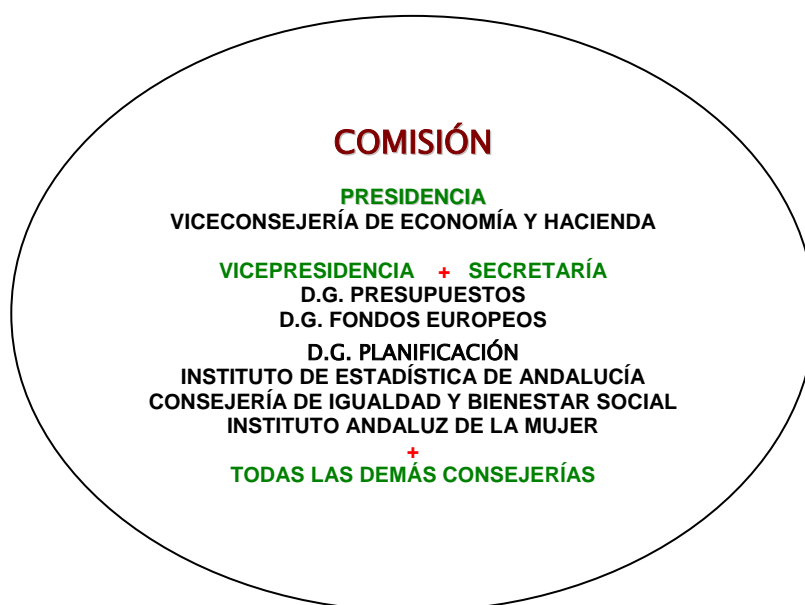 COMISIÓN
PRESIDENCIA
VICECONSEJERÍA DE ECONOMÍA Y HACIENDA
VICEPRESIDENCIA + SECRETARÍA
D.G. PRESUPUESTOS
D.G. FONDOS EUROPEOS
D.G. PLANIFICACIÓN
INSTITUTO DE ESTADÍSTICA DE ANDALUCÍA
CONSEJERÍA DE IGUALDAD Y BIENESTAR SOCIAL
INSTITUTO ANDALUZ DE LA MUJER
+
TODAS LAS DEMÁS CONSEJERÍAS